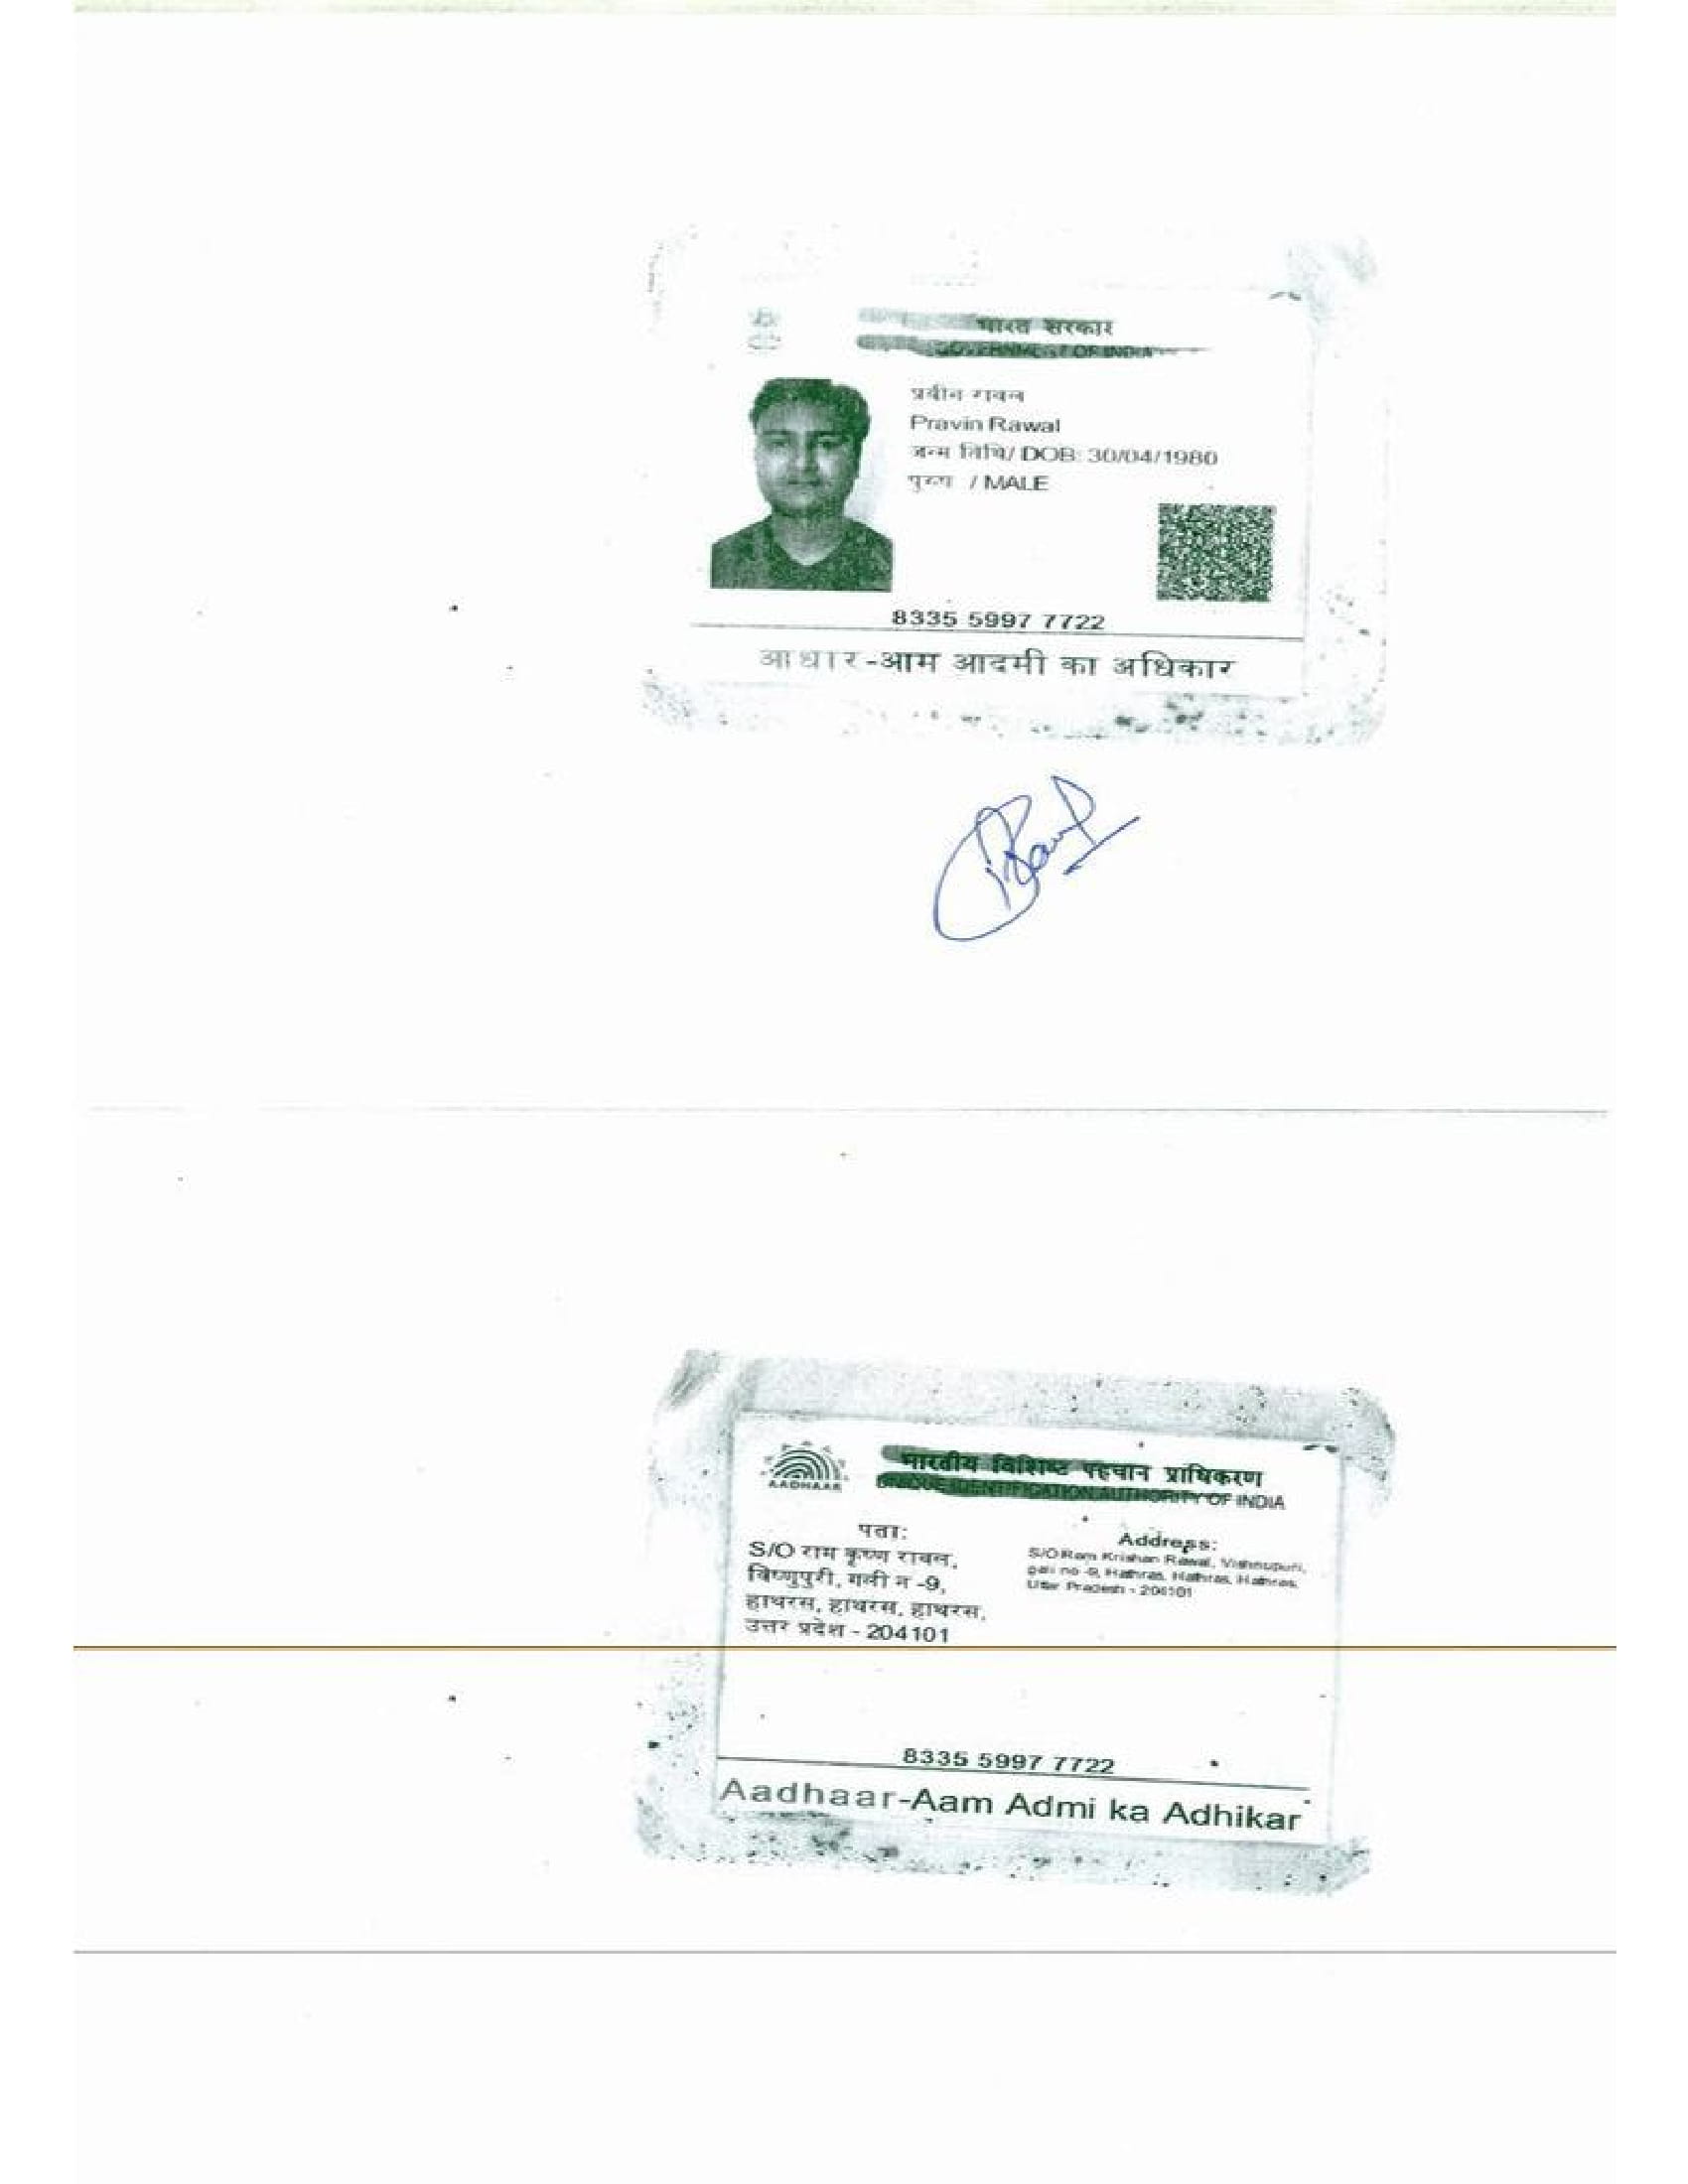 भारत सरकार
GOVERNMENT OF INDIA
प्रवीन रावल
Pravin Rawal
जन्म तिथि/ DOB: 30/04/1980
पुरुष / MALE
8335 5997 7722
आधार-आम आदमी का अधिकार
AADHAAR
भारतीय विशिष्ट पहचान प्राधिकरण
UNIQUE IDENTIFICATION AUTHORITY OF INDIA
पता:
S/O राम कृष्ण रावल,
विष्णुपुरी, गली न -9,
हाथरस, हाथरस, हाथरस,
उत्तर प्रदेश - 204101
Address:
S/O Ram Krishan Rawal, Vishnupuri,
gali no -9, Hathras, Hathras, Hathras,
Uttar Pradesh - 204101
8335 5997 7722
Aadhaar-Aam Admi ka Adhikar